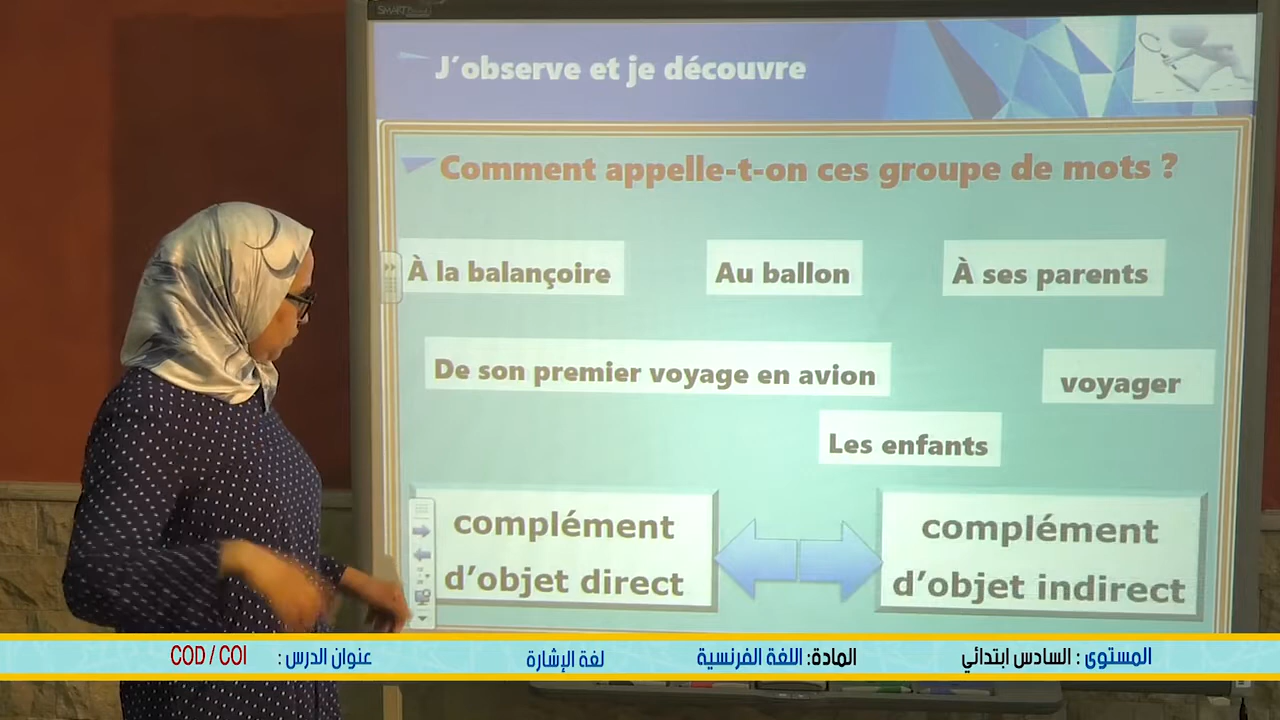 SMART
J´observe et je découvre
Comment appelle-t-on ces groupe de mots ?
À la balançoire
Au ballon
À ses parents
De son premier voyage en avion
voyager
Les enfants
complément
d’objet direct
complément
d’objet indirect
المستوى : السادس ابتدائي
المادة: اللغة الفرنسية
لغة الإشارة
عنوان الدرس : COD / COI